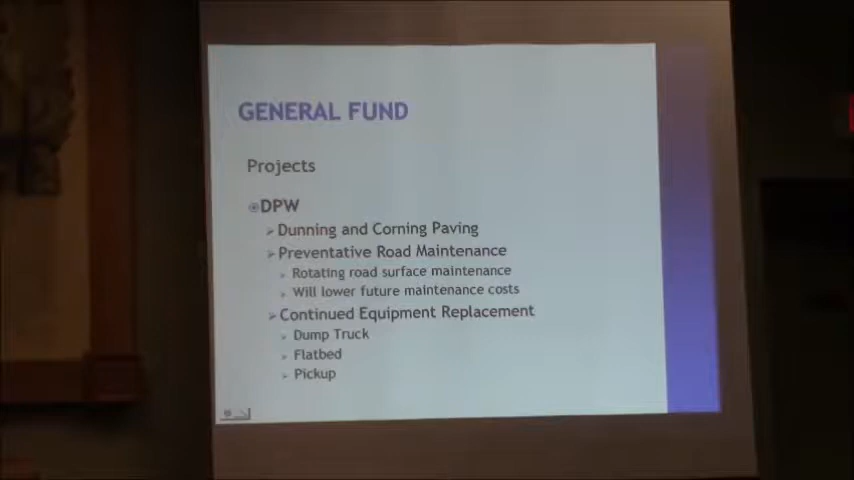 GENERAL FUND
Projects
DPW
Dunning and Corning Paving
Preventative Road Maintenance
Rotating road surface maintenance
Will lower future maintenance costs
Continued Equipment Replacement
Dump Truck
Flatbed
Pickup